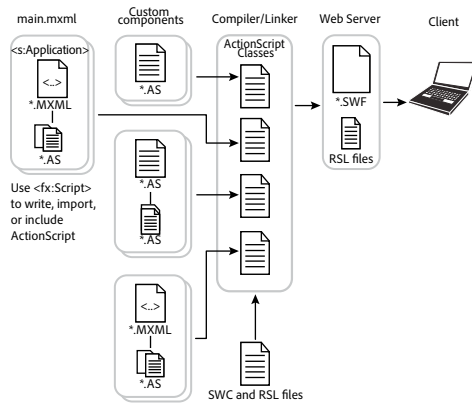 main.mxml
<s:Application>
<..>
*.MXML
*.AS
Use <fx:Script>
to write, import,
or include
ActionScript
Custom
components
*.AS
*.AS
*.AS
<..>
*.MXML
*.AS
Compiler/Linker
ActionScript
Classes
SWC and RSL files
Web Server
*.SWF
RSL files
Client